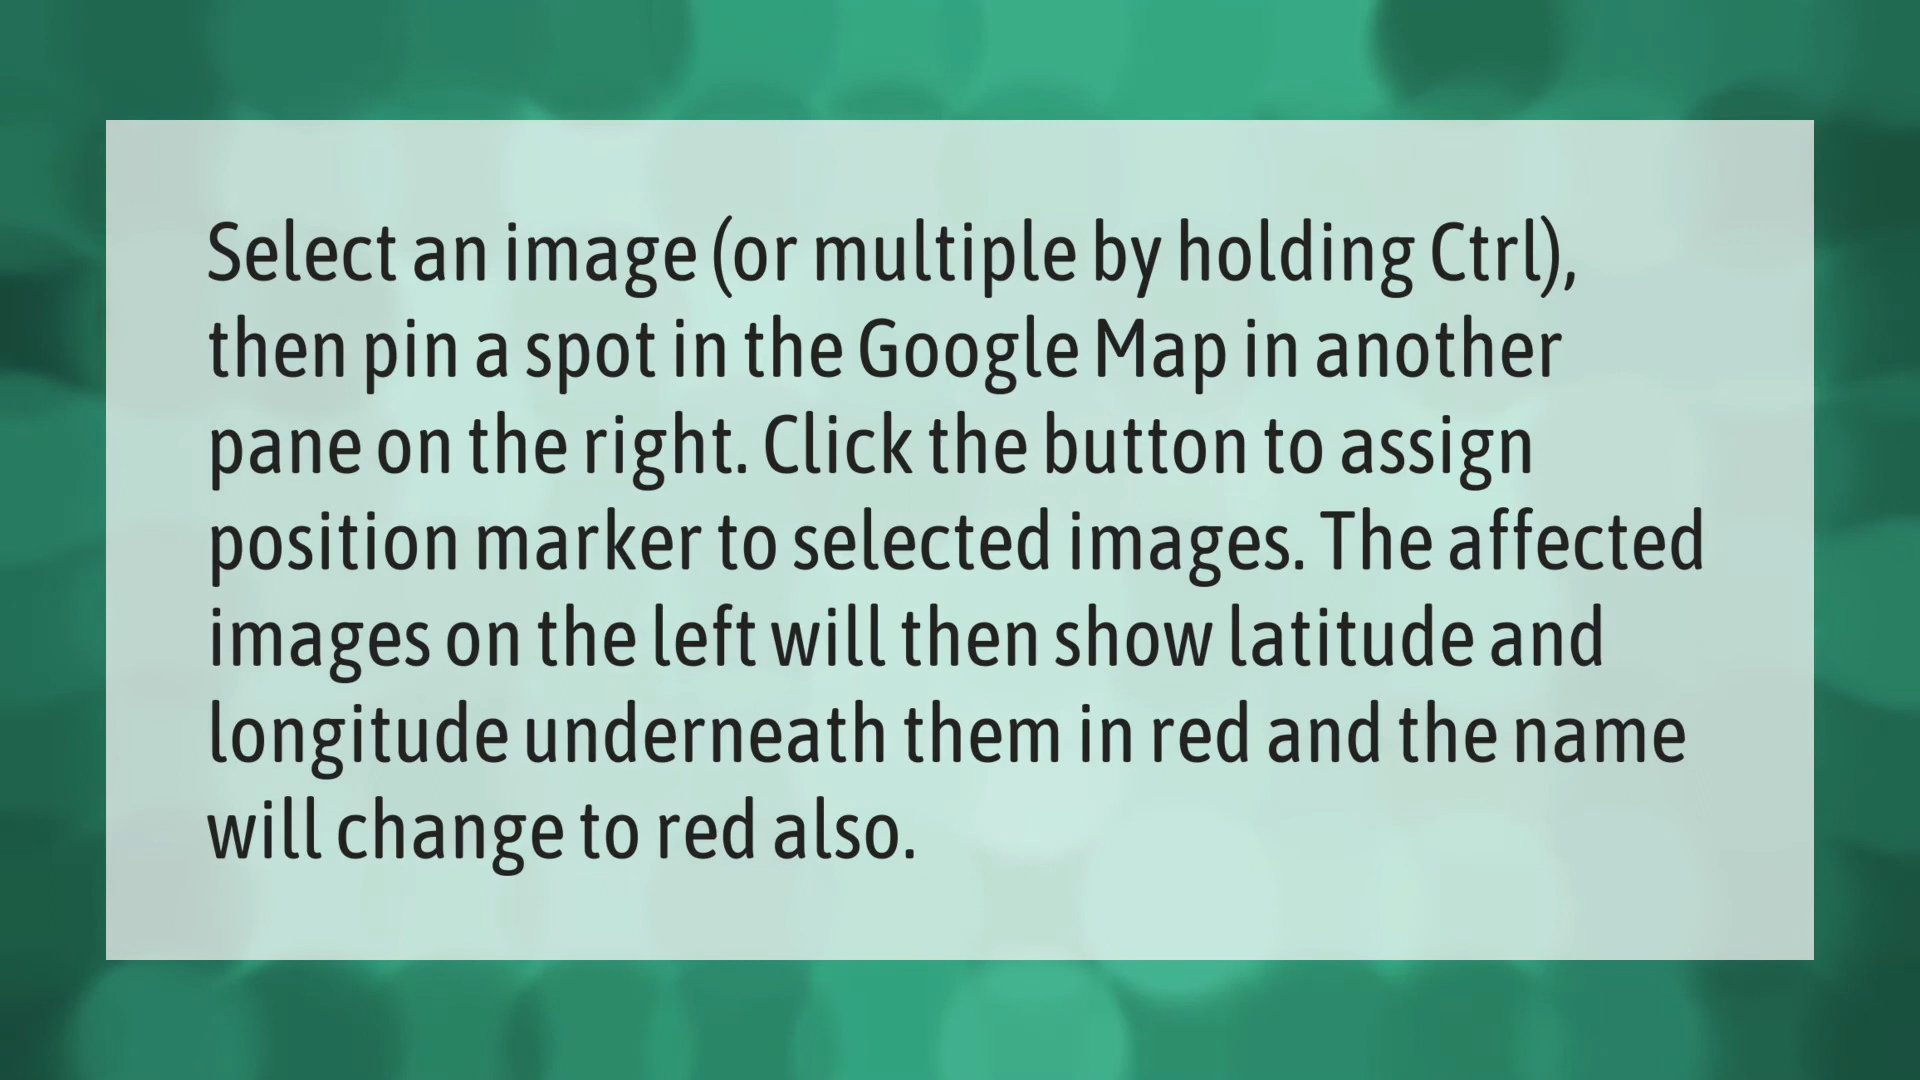 Select an image (or multiple by holding Ctrl),
then pin a spot in the Google Map in another
pane on the right. Click the button to assign
position marker to selected images. The affected
images on the left will then show latitude and
longitude underneath them in red and the name
will change to red also.